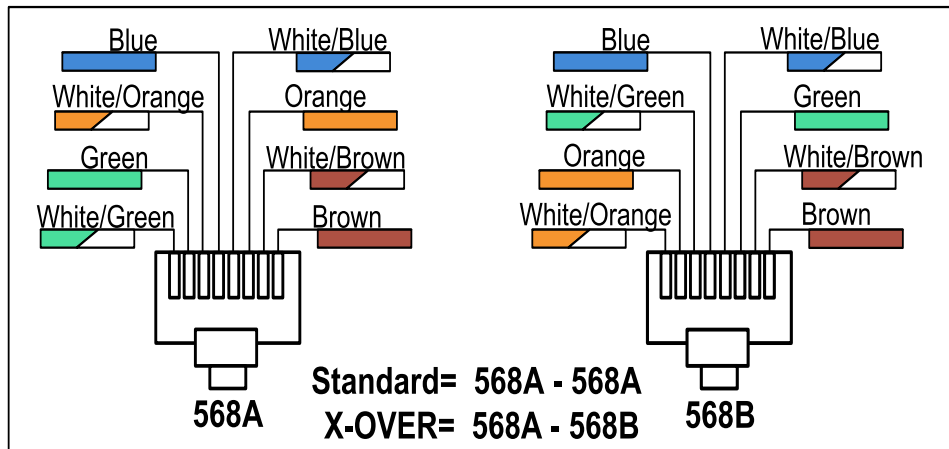 Blue
White/Blue
White/Orange
Orange
Green
White/Brown
White/Green
Brown
568A
Blue
White/Blue
White/Green
Green
Orange
White/Brown
White/Orange
Brown
568B
Standard= 568A - 568A
X-OVER= 568A - 568B